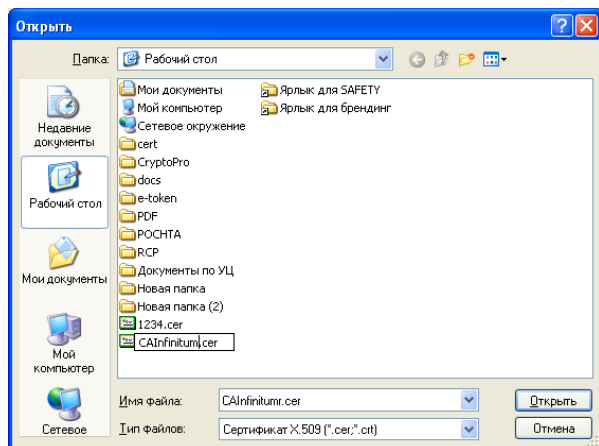 Открыть
Папка: Рабочий стол
Недавние документы
Рабочий стол
Мои документы
Мой компьютер
Сетевое
Мои документы
Мой компьютер
Сетевое окружение
cert
CryptoPro
docs
e-token
PDF
POCHTA
RCP
Документы по УЦ
Новая папка
Новая папка (2)
1234.cer
CAInfinitum.cer
Ярлык для SAFETY
Ярлык для брендинг
Имя файла: CAInfinitumr.cer Открыть
Тип файлов: Сертификат X.509 (*.cer;*.crt) Отмена